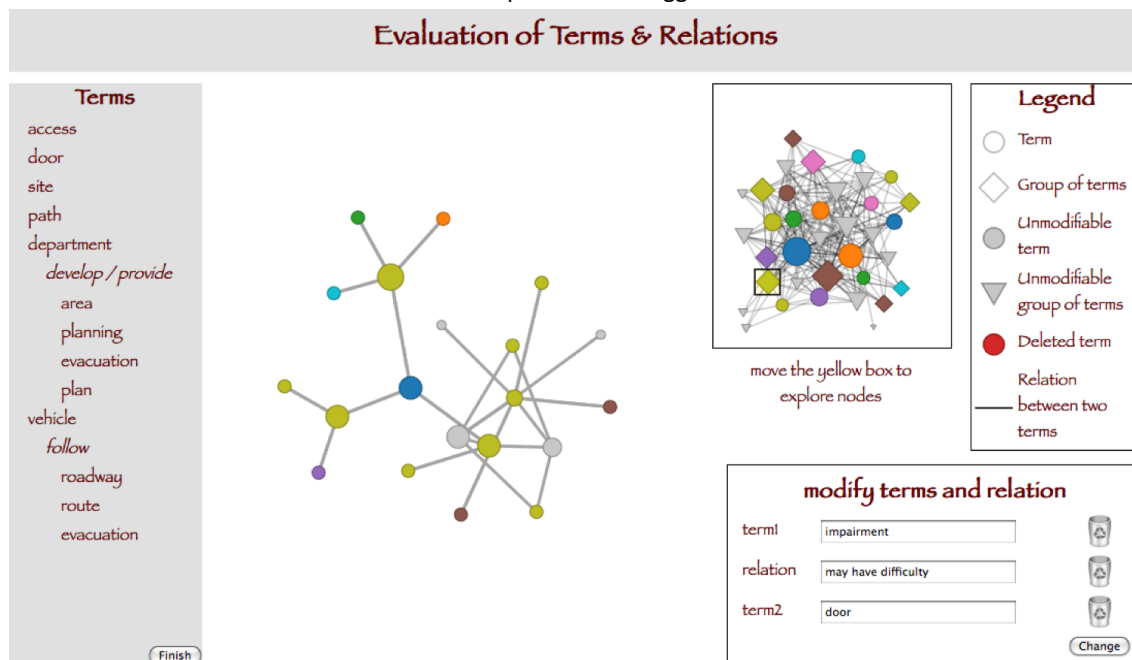 Evaluation of Terms & Relations
Terms
access
door
site
path
department
develop / provide
area
planning
evacuation
plan
vehicle
follow
roadway
route
evacuation
Finish
move the yellow box to
explore nodes
Legend
Term
Group of terms
Unmodifiable
term
Unmodifiable
group of terms
Deleted term
Relation
between two
terms
modify terms and relation
term1 impairment
relation may have difficulty
term2 door
Change